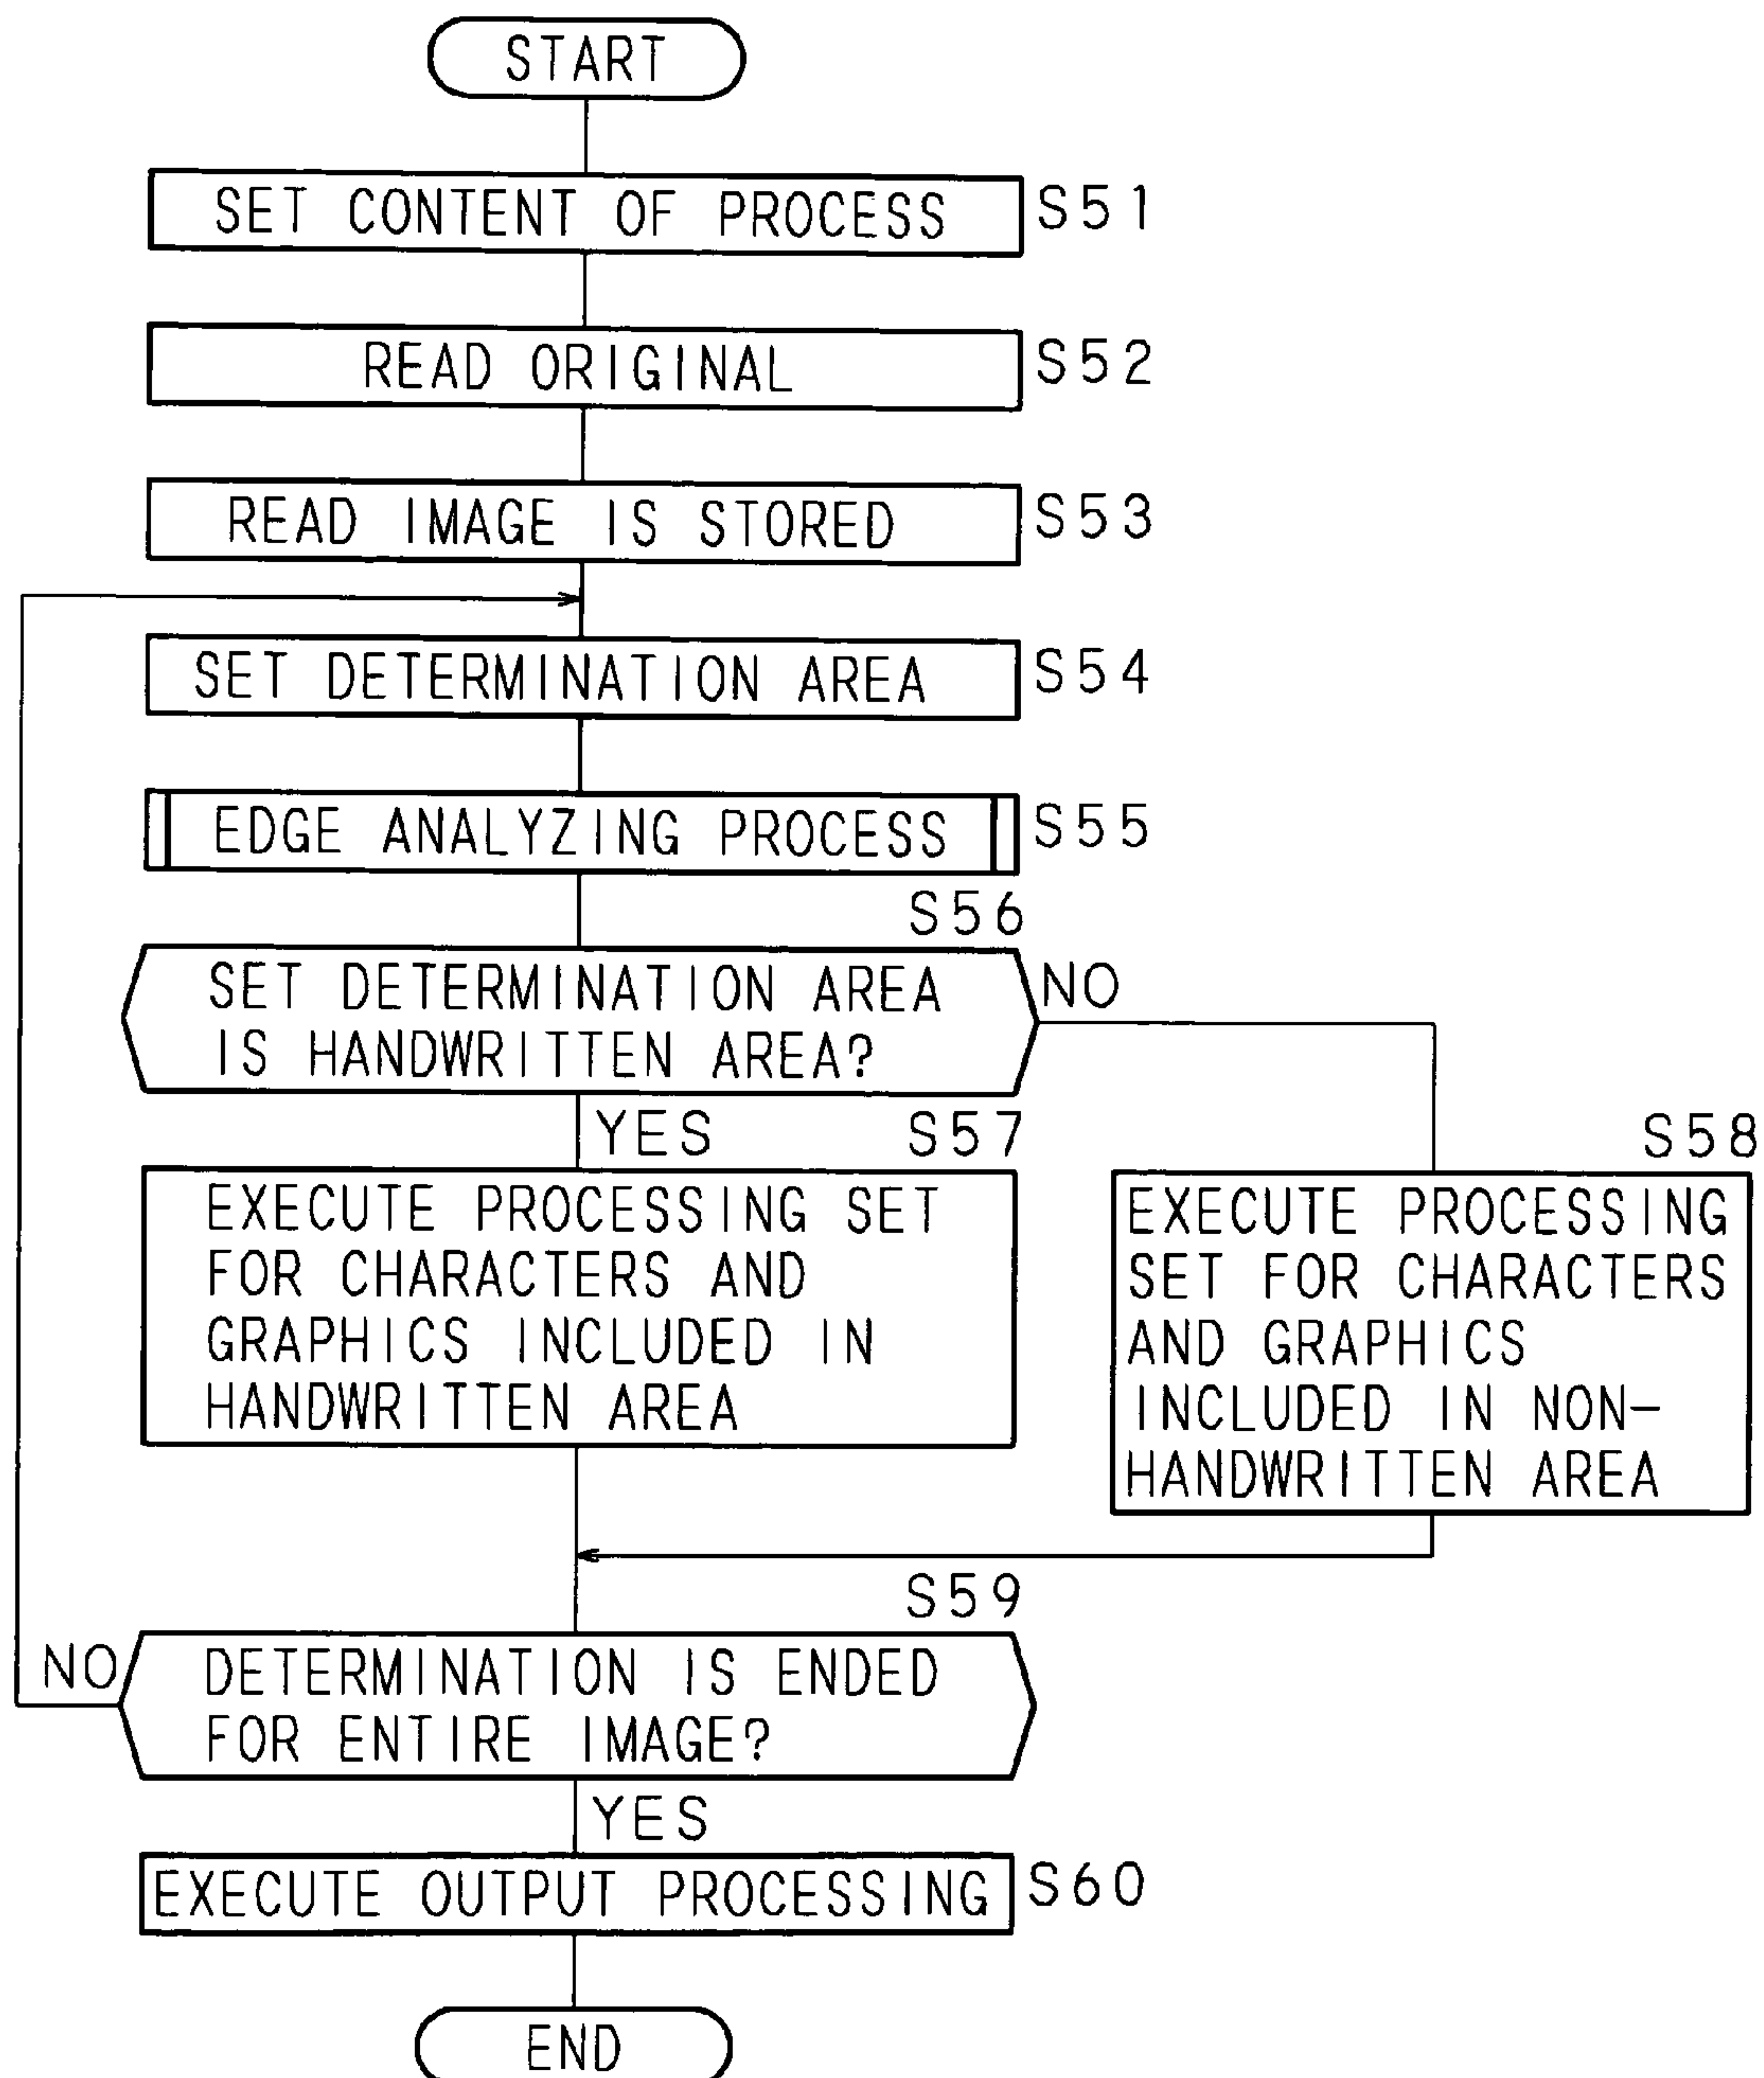 START
SET CONTENT OF PROCESS S51
READ ORIGINAL S52
READ IMAGE IS STORED S53
SET DETERMINATION AREA S54
EDGE ANALYZING PROCESS S55
S56
SET DETERMINATION AREA
IS HANDWRITTEN AREA?
NO
YES
S57
EXECUTE PROCESSING SET
FOR CHARACTERS AND
GRAPHICS INCLUDED IN
HANDWRITTEN AREA
S58
EXECUTE PROCESSING
SET FOR CHARACTERS
AND GRAPHICS
INCLUDED IN NON-
HANDWRITTEN AREA
S59
NO
DETERMINATION IS ENDED
FOR ENTIRE IMAGE?
YES
EXECUTE OUTPUT PROCESSING S60
END